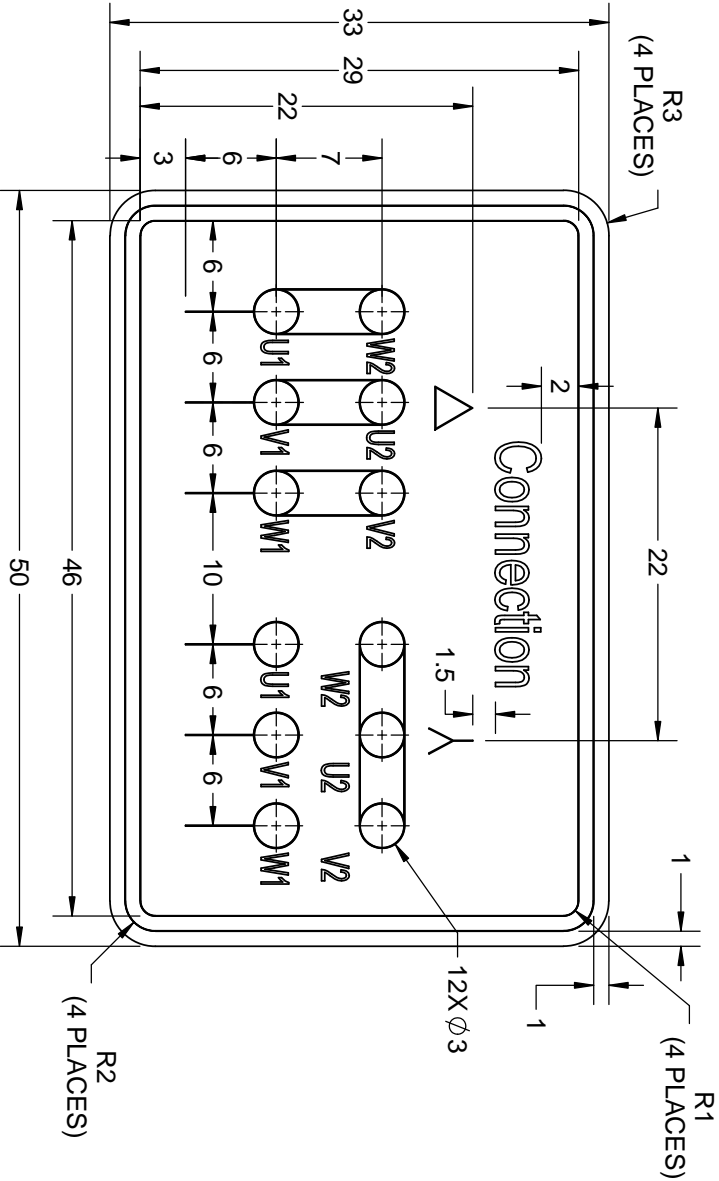 R1
(4 PLACES)
R3
(4 PLACES)
22
1
2
1
Connection
1.5
12X Ø3
33
29
22
7
W2 U2 V2
W2 U2 V2
U1 V1 W1 U1 V1 W1
6
6 6 6 10 6 6
3
R2
(4 PLACES)
46
50